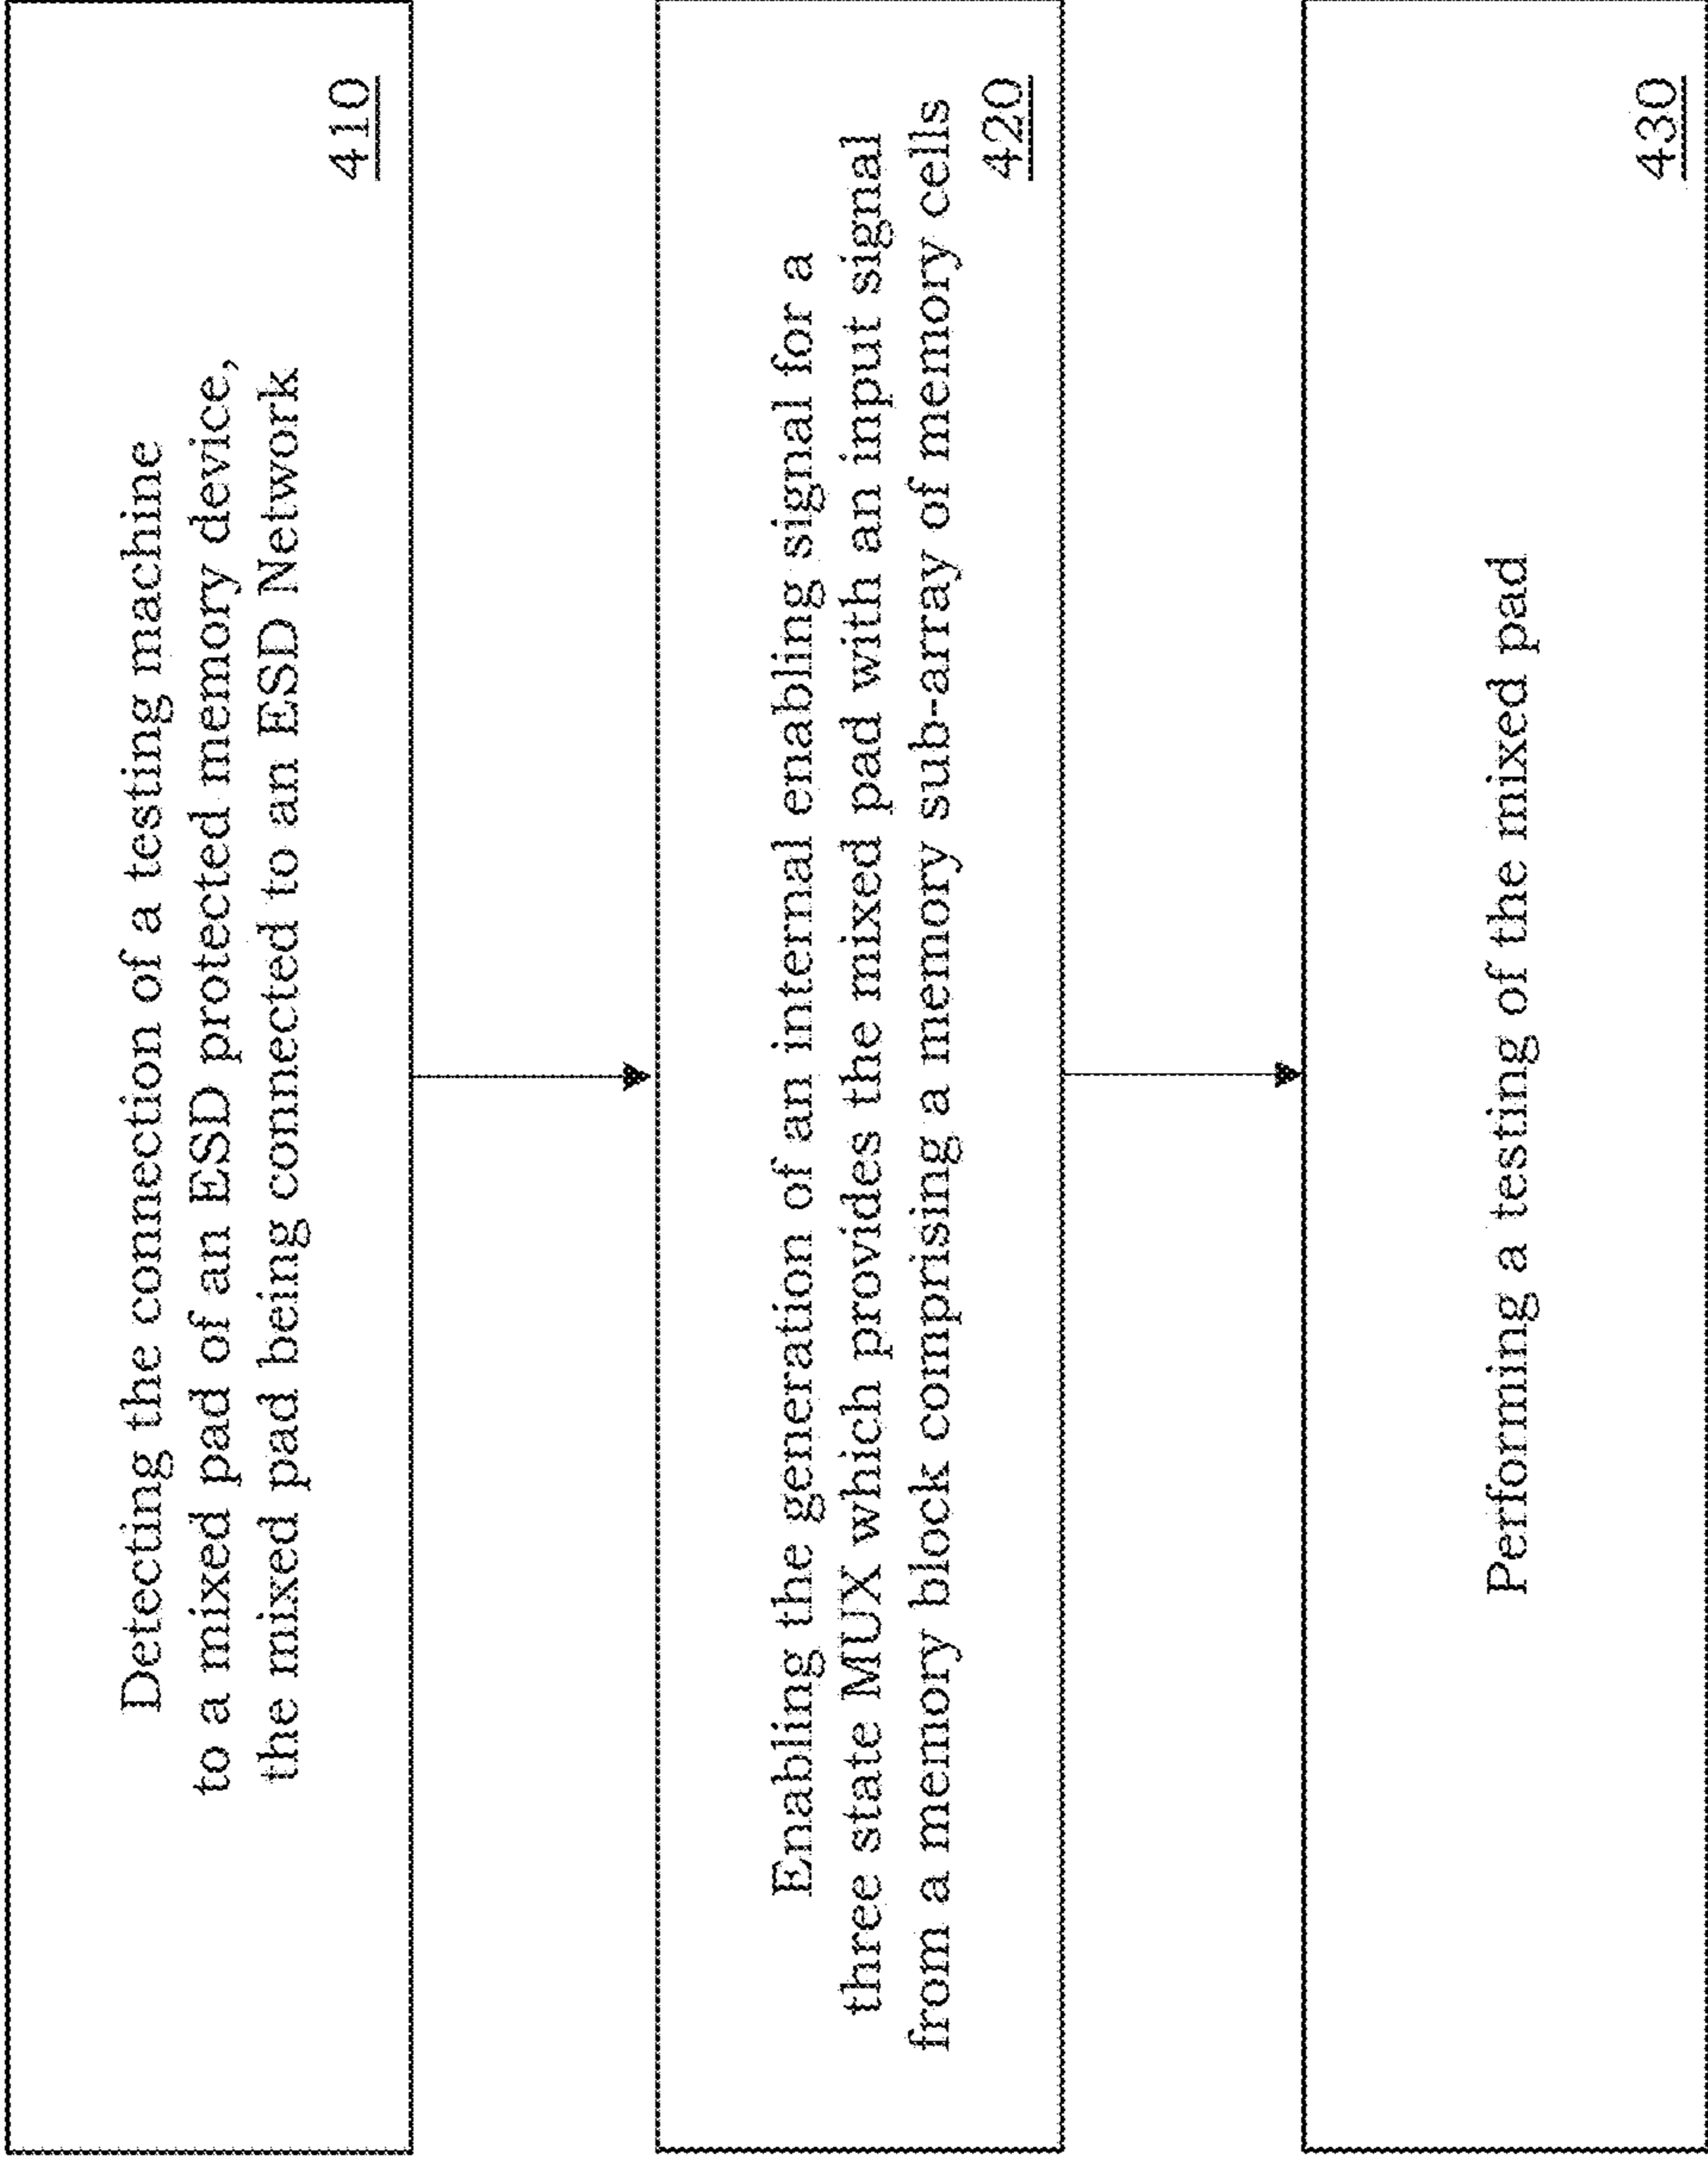 Detecting the connection of a testing machine
to a mixed pad of an ESD protected memory device,
the mixed pad being connected to an ESD Network
410
Enabling the generation of an internal enabling signal for a
three state MUX which provides the mixed pad with an input signal
from a memory block comprising a memory sub-array of memory cells
420
Performing a testing of the mixed pad
430